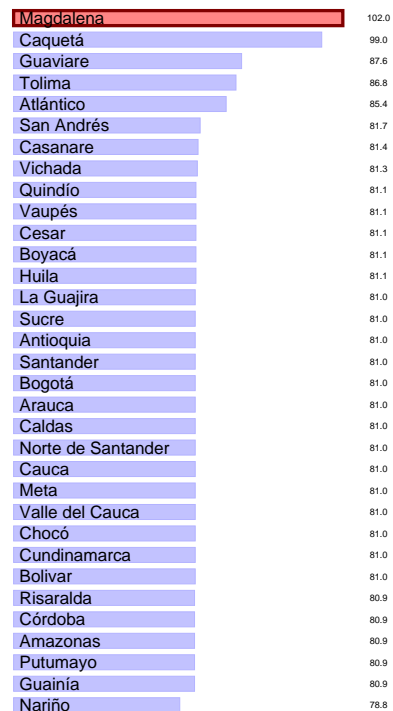 Magdalena 102.0
Caquetá 99.0
Guaviare 87.6
Tolima 86.8
Atlántico 85.4
San Andrés 81.7
Casanare 81.4
Vichada 81.3
Quindío 81.1
Vaupés 81.1
Cesar 81.1
Boyacá 81.1
Huila 81.1
La Guajira 81.0
Sucre 81.0
Antioquia 81.0
Santander 81.0
Bogotá 81.0
Arauca 81.0
Caldas 81.0
Norte de Santander 81.0
Cauca 81.0
Meta 81.0
Valle del Cauca 81.0
Chocó 81.0
Cundinamarca 81.0
Bolivar 81.0
Risaralda 80.9
Córdoba 80.9
Amazonas 80.9
Putumayo 80.9
Guainía 80.9
Nariño 78.8